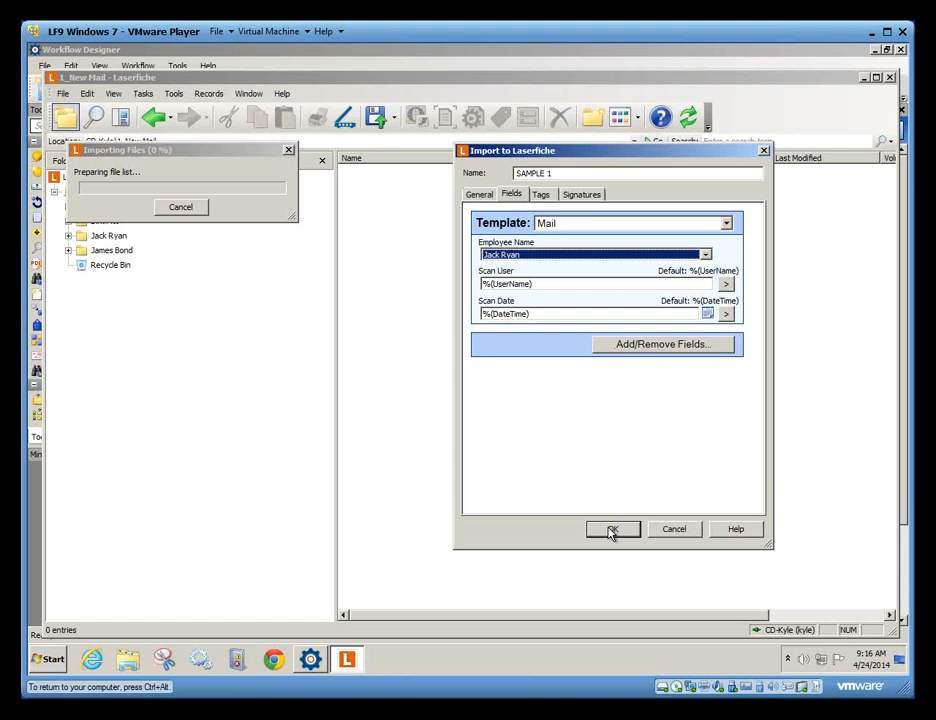 LF9 Windows 7 - VMware Player File Virtual Machine Help
Workflow Designer
File Edit View Workflow Tools Help
1_New Mail - Laserfiche
File Edit View Tasks Tools Records Window Help
Go
Importing Files (0 %)
Preparing file list...
Cancel
Jack Ryan
James Bond
Recycle Bin
Name
Last Modified
Import to Laserfiche
Name: SAMPLE 1
General Fields Tags Signatures
Template: Mail
Employee Name
Jack Ryan
Scan User Default: %(UserName)
%(UserName) >
Scan Date Default: %(DateTime)
%(DateTime) >
Add/Remove Fields...
OK Cancel Help
0 entries
CD-Kyle (kyle) NUM
Start
9:16 AM
4/24/2014
To return to your computer, press Ctrl+Alt.
vmware